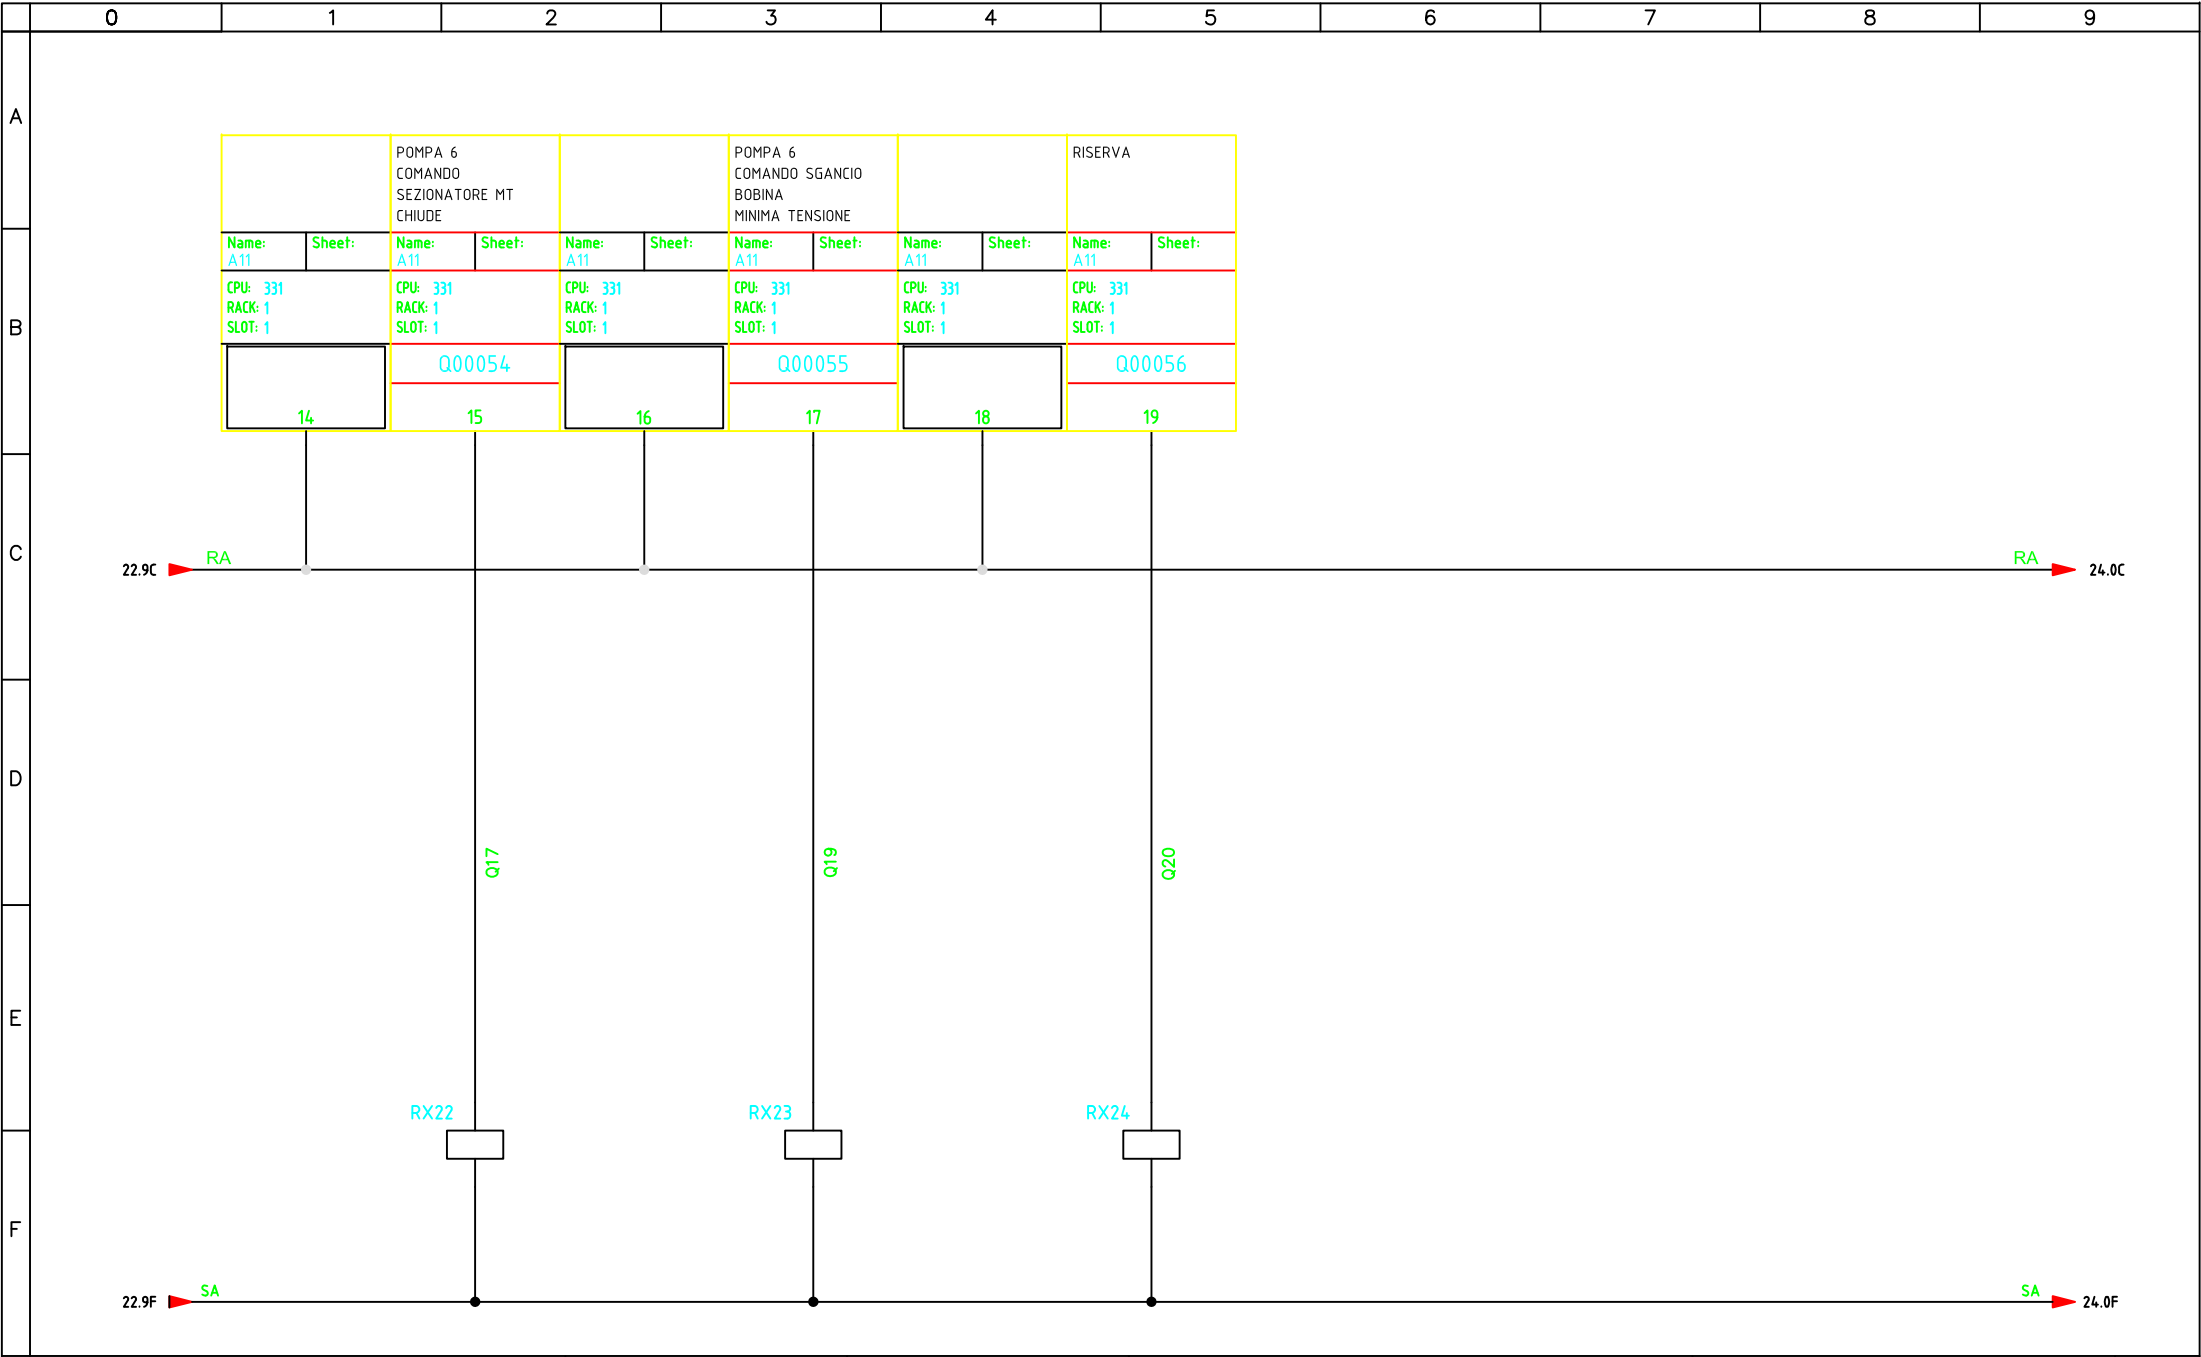 0 1 2 3 4 5 6 7 8 9
A
POMPA 6 POMPA 6 RISERVA
COMANDO COMANDO SGANCIO
SEZIONATORE MT BOBINA
CHIUDE MINIMA TENSIONE
Name: Sheet: Name: Sheet: Name: Sheet: Name: Sheet: Name: Sheet: Name: Sheet:
A11 A11 A11 A11 A11 A11
CPU: 331 CPU: 331 CPU: 331 CPU: 331 CPU: 331 CPU: 331
RACK: 1 RACK: 1 RACK: 1 RACK: 1 RACK: 1 RACK: 1
B
SLOT: 1 SLOT: 1 SLOT: 1 SLOT: 1 SLOT: 1 SLOT: 1
Q00054 Q00055 Q00056
14 15 16 17 18 19
C
RA RA
22.9C 24.0C
D
Q17 Q19 Q20
E
RX22 RX23 RX24
F
SA SA
22.9F 24.0F